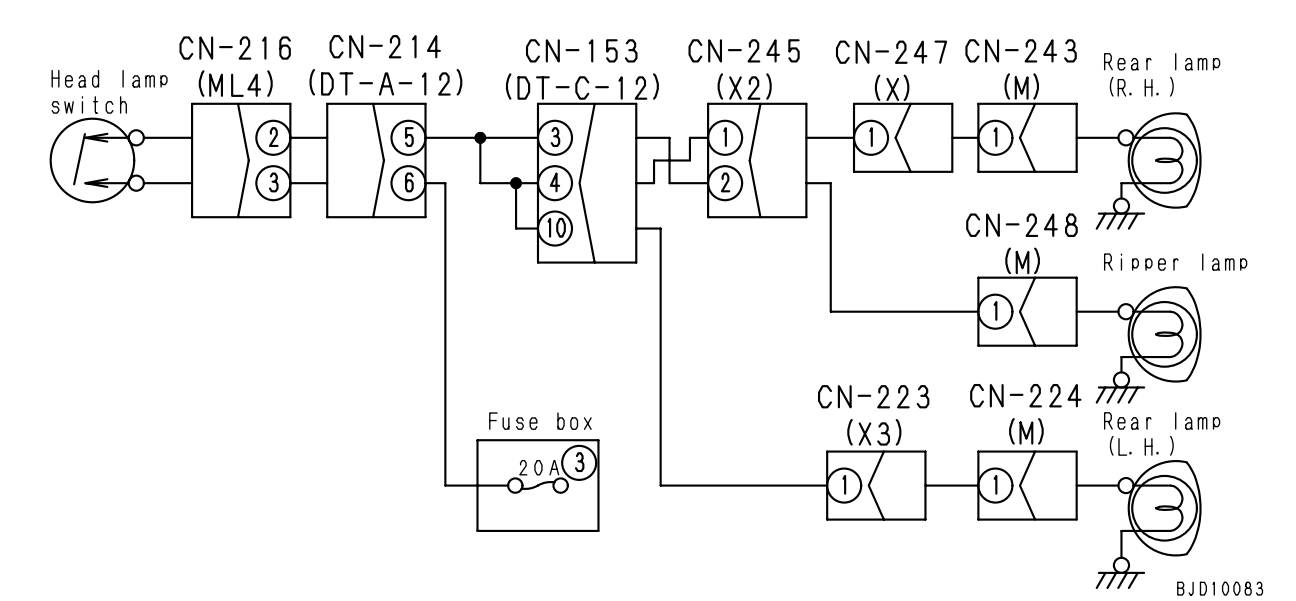 Head lamp
switch
CN-216
(ML4)
2
3
CN-214
(DT-A-12)
5
6
CN-153
(DT-C-12)
3
4
10
CN-245
(X2)
1
2
CN-247
(X)
1
CN-243
(M)
1
Rear lamp
(R.H.)
CN-248
(M)
1
Ripper lamp
Fuse box
20A 3
CN-223
(X3)
1
CN-224
(M)
1
Rear lamp
(L.H.)
BJD10083